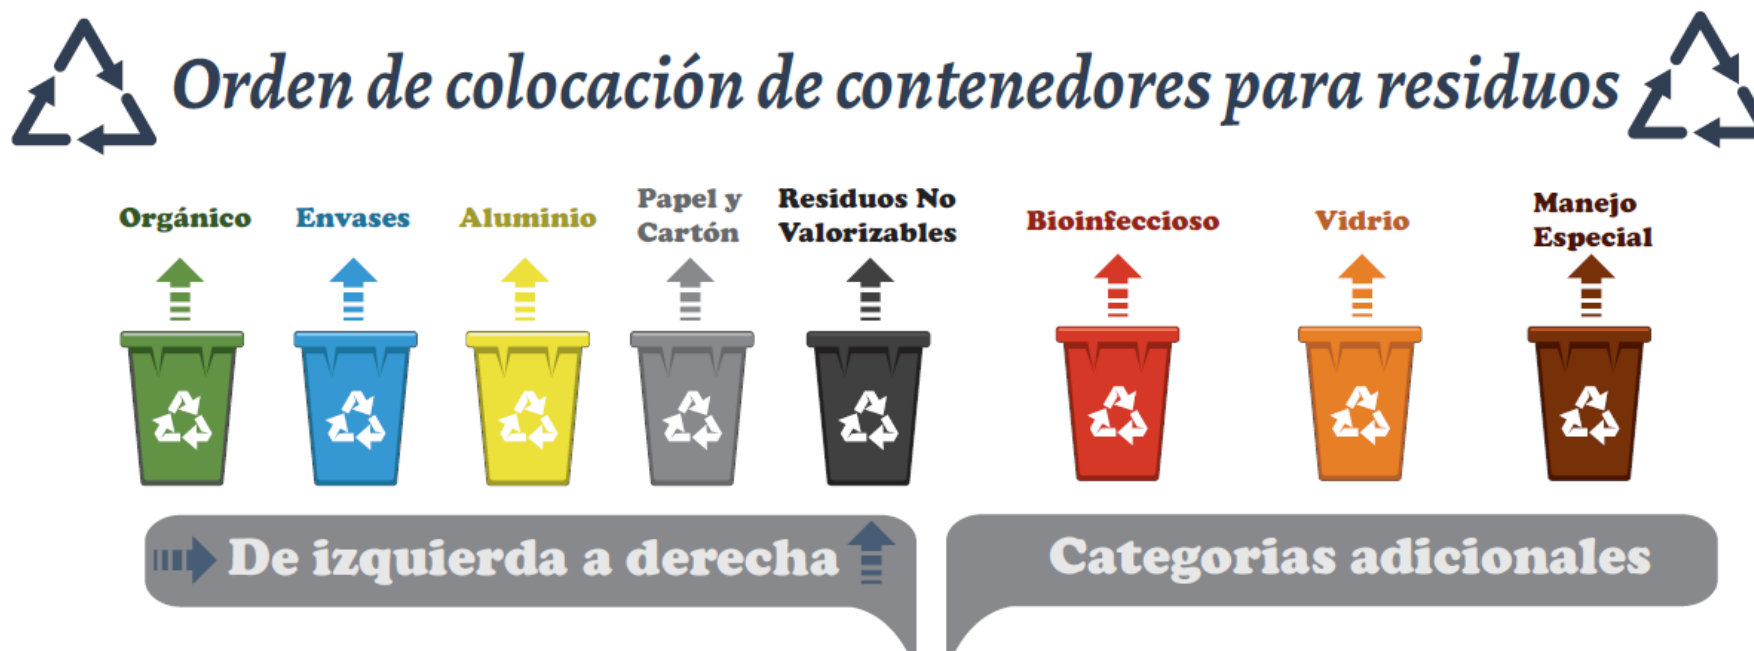 Orden de colocación de contenedores para residuos
Orgánico
Envases
Aluminio
Papel y
Cartón
Residuos No
Valorizables
Bioinfeccioso
Vidrio
Manejo
Especial
De izquierda a derecha
Categorias adicionales